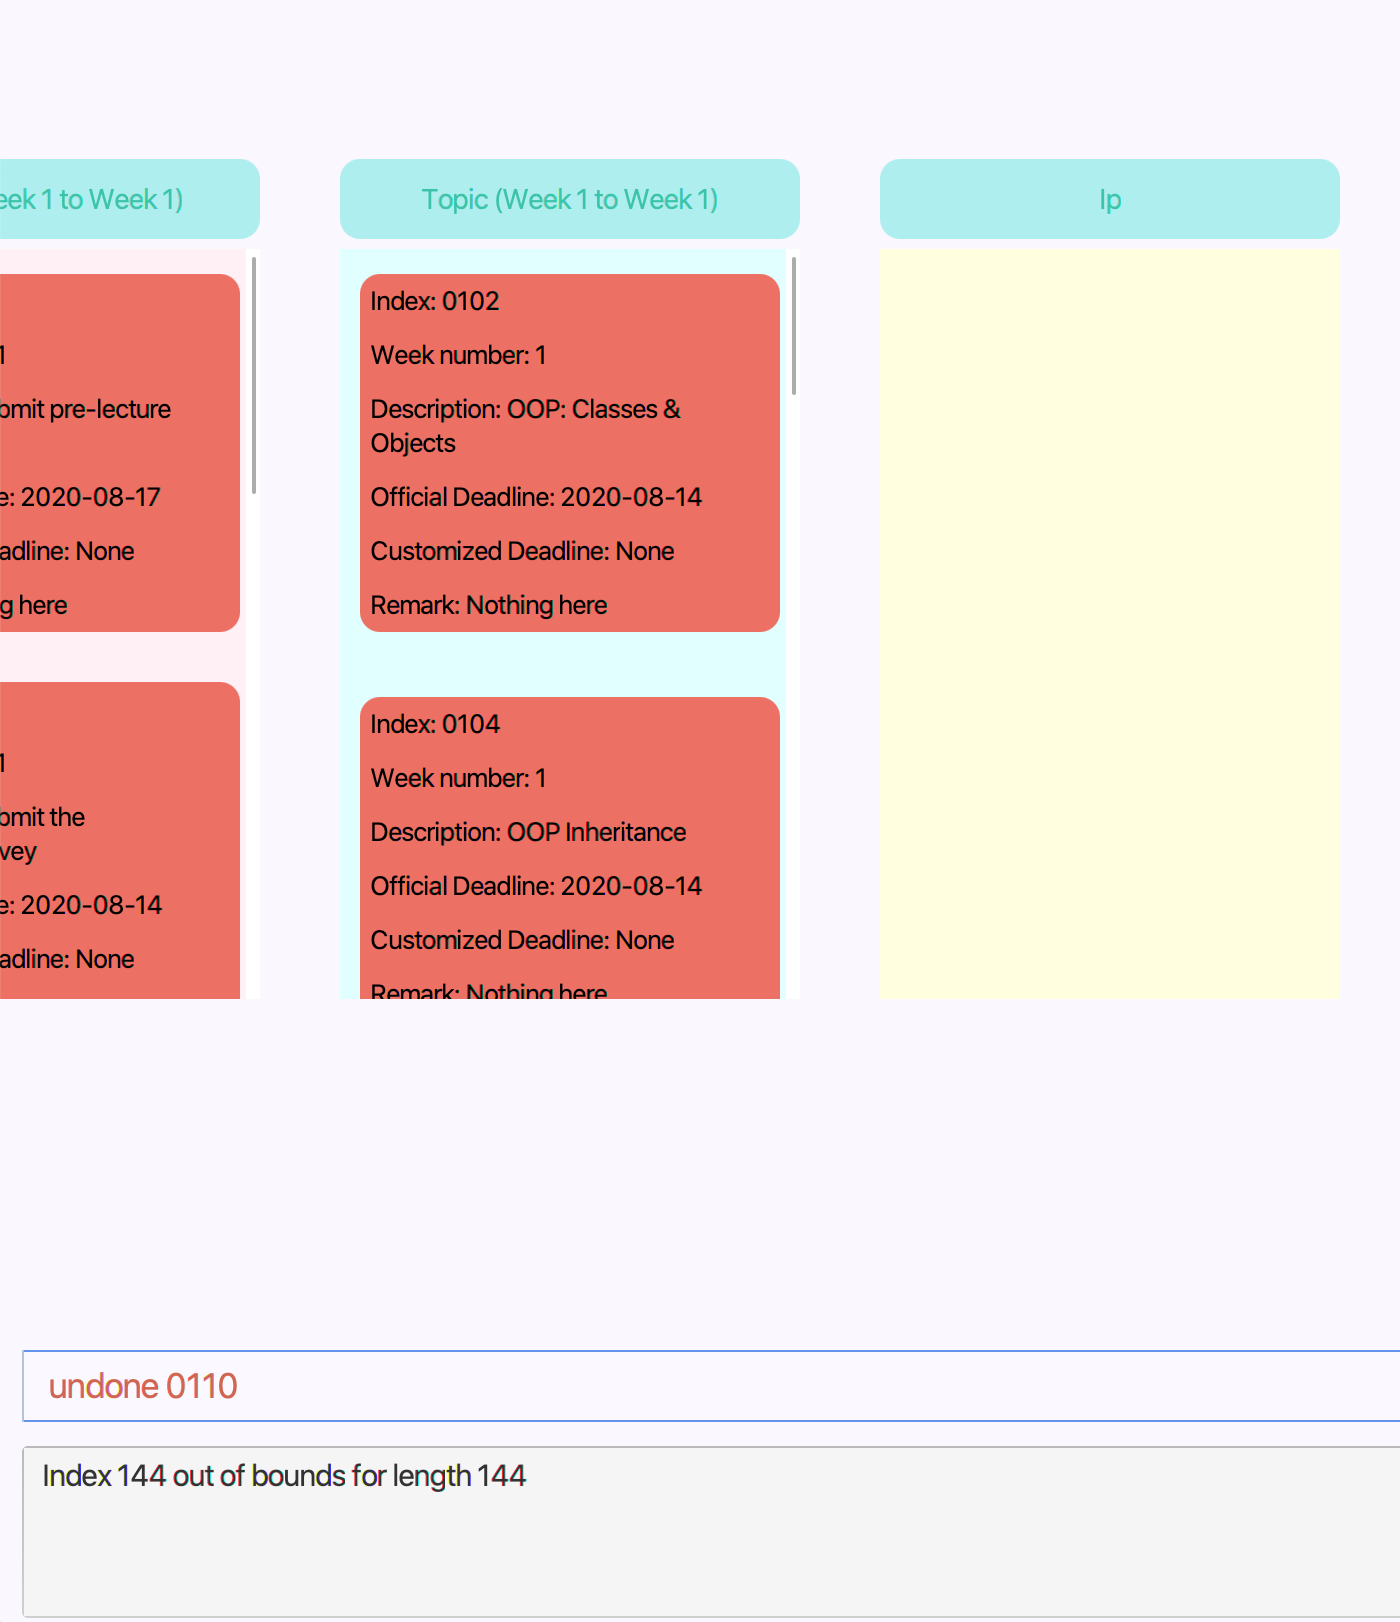 eek 1 to Week 1)
Topic (Week 1 to Week 1)
Ip
1
bmit pre-lecture
e: 2020-08-17
adline: None
g here
1
bmit the
vey
e: 2020-08-14
adline: None
Index: 0102
Week number: 1
Description: OOP: Classes &
Objects
Official Deadline: 2020-08-14
Customized Deadline: None
Remark: Nothing here
Index: 0104
Week number: 1
Description: OOP Inheritance
Official Deadline: 2020-08-14
Customized Deadline: None
Remark: Nothing here
undone 0110
Index 144 out of bounds for length 144